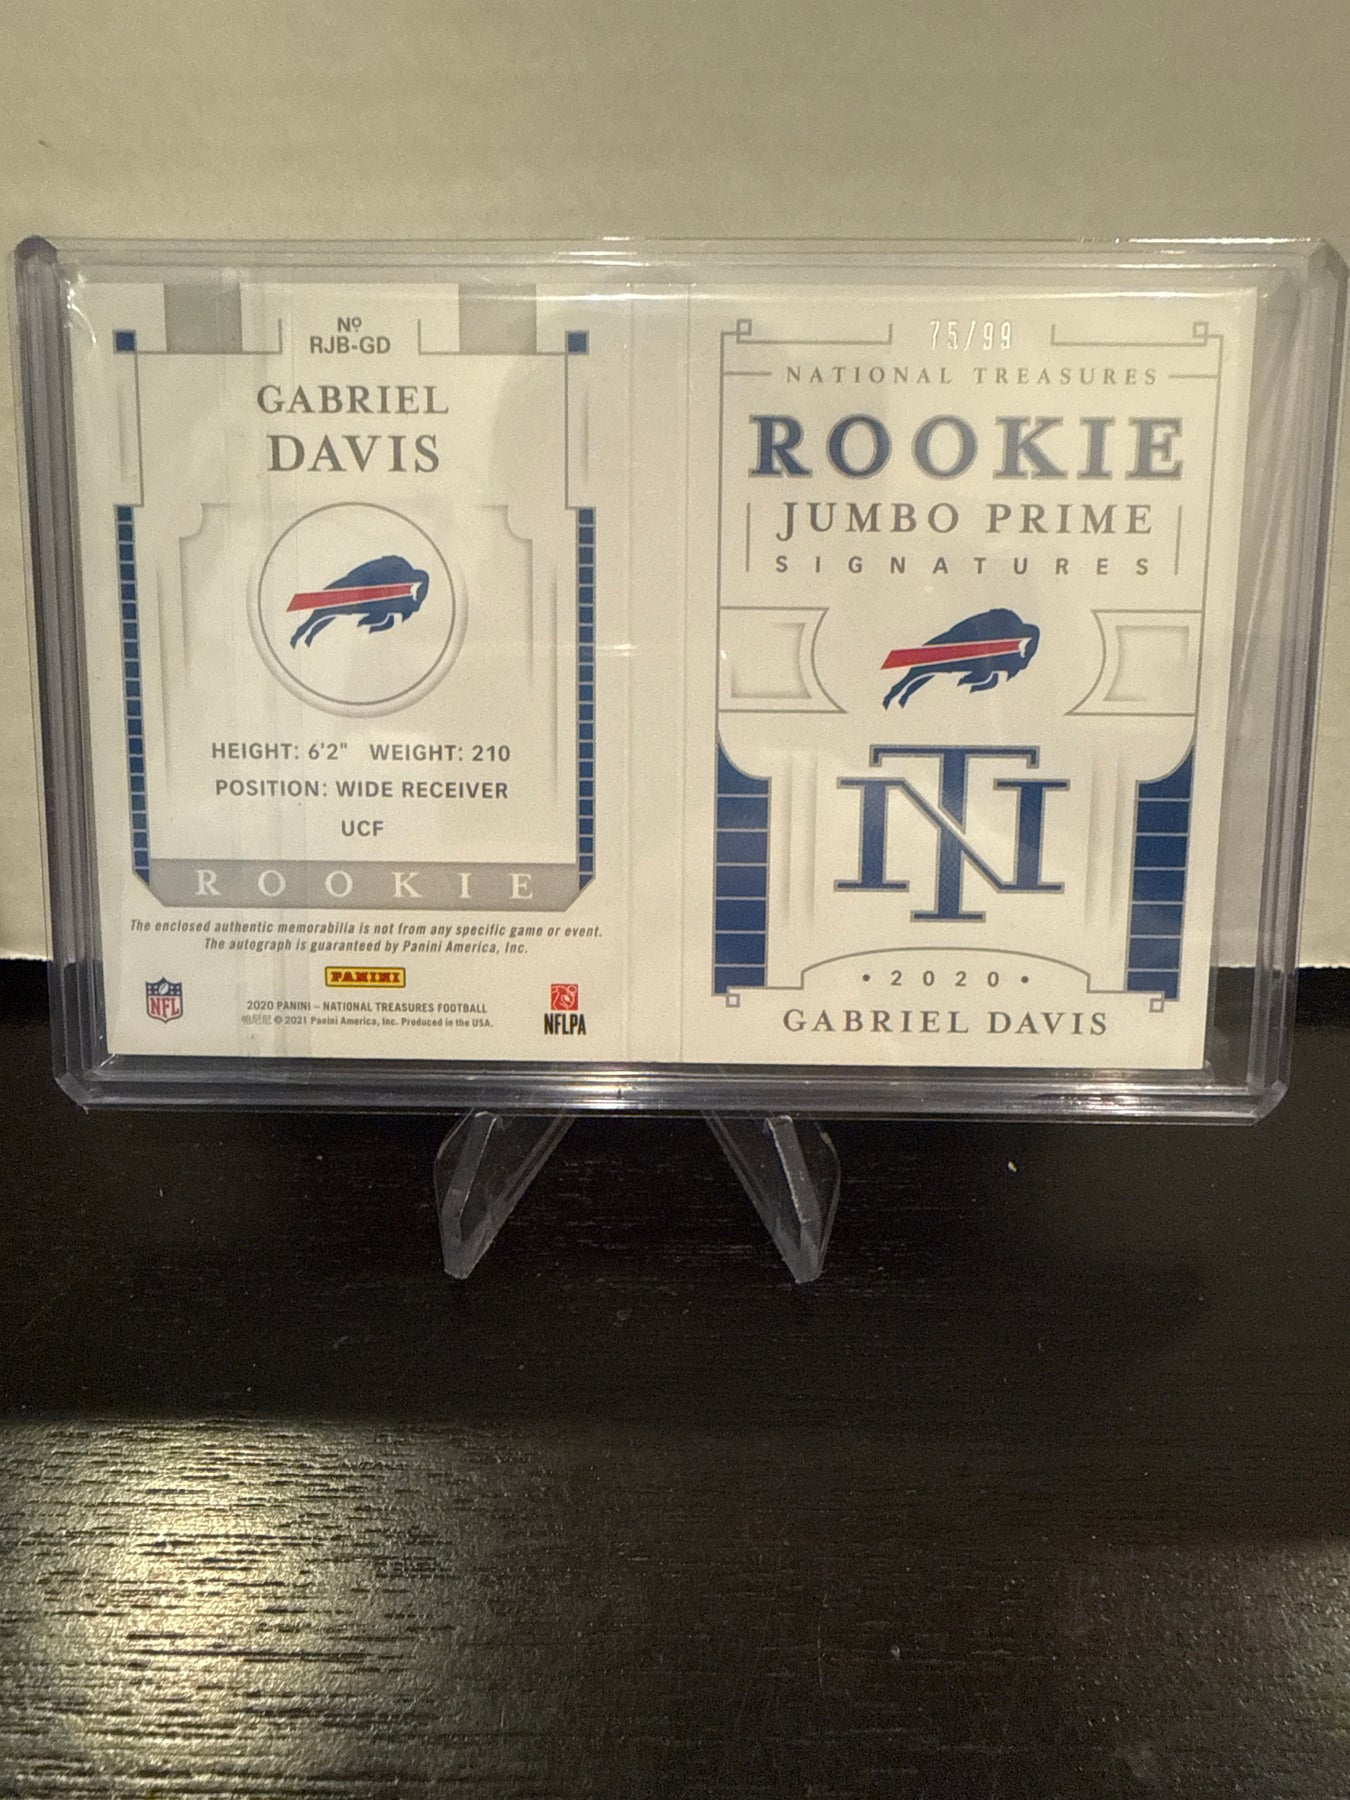 Nº
RJB-GD
GABRIEL
DAVIS
HEIGHT: 6'2" WEIGHT: 210
POSITION: WIDE RECEIVER
UCF
ROOKIE
The enclosed authentic memorabilia is not from any specific game or event.
The autograph is guaranteed by Panini America, Inc.
PANINI
NFL
2020 PANINI – NATIONAL TREASURES FOOTBALL
帕尼尼 © 2021 Panini America, Inc. Produced in the USA.
NFLPA
75/99
NATIONAL TREASURES
ROOKIE
JUMBO PRIME
SIGNATURES
NT
• 2020 •
GABRIEL DAVIS